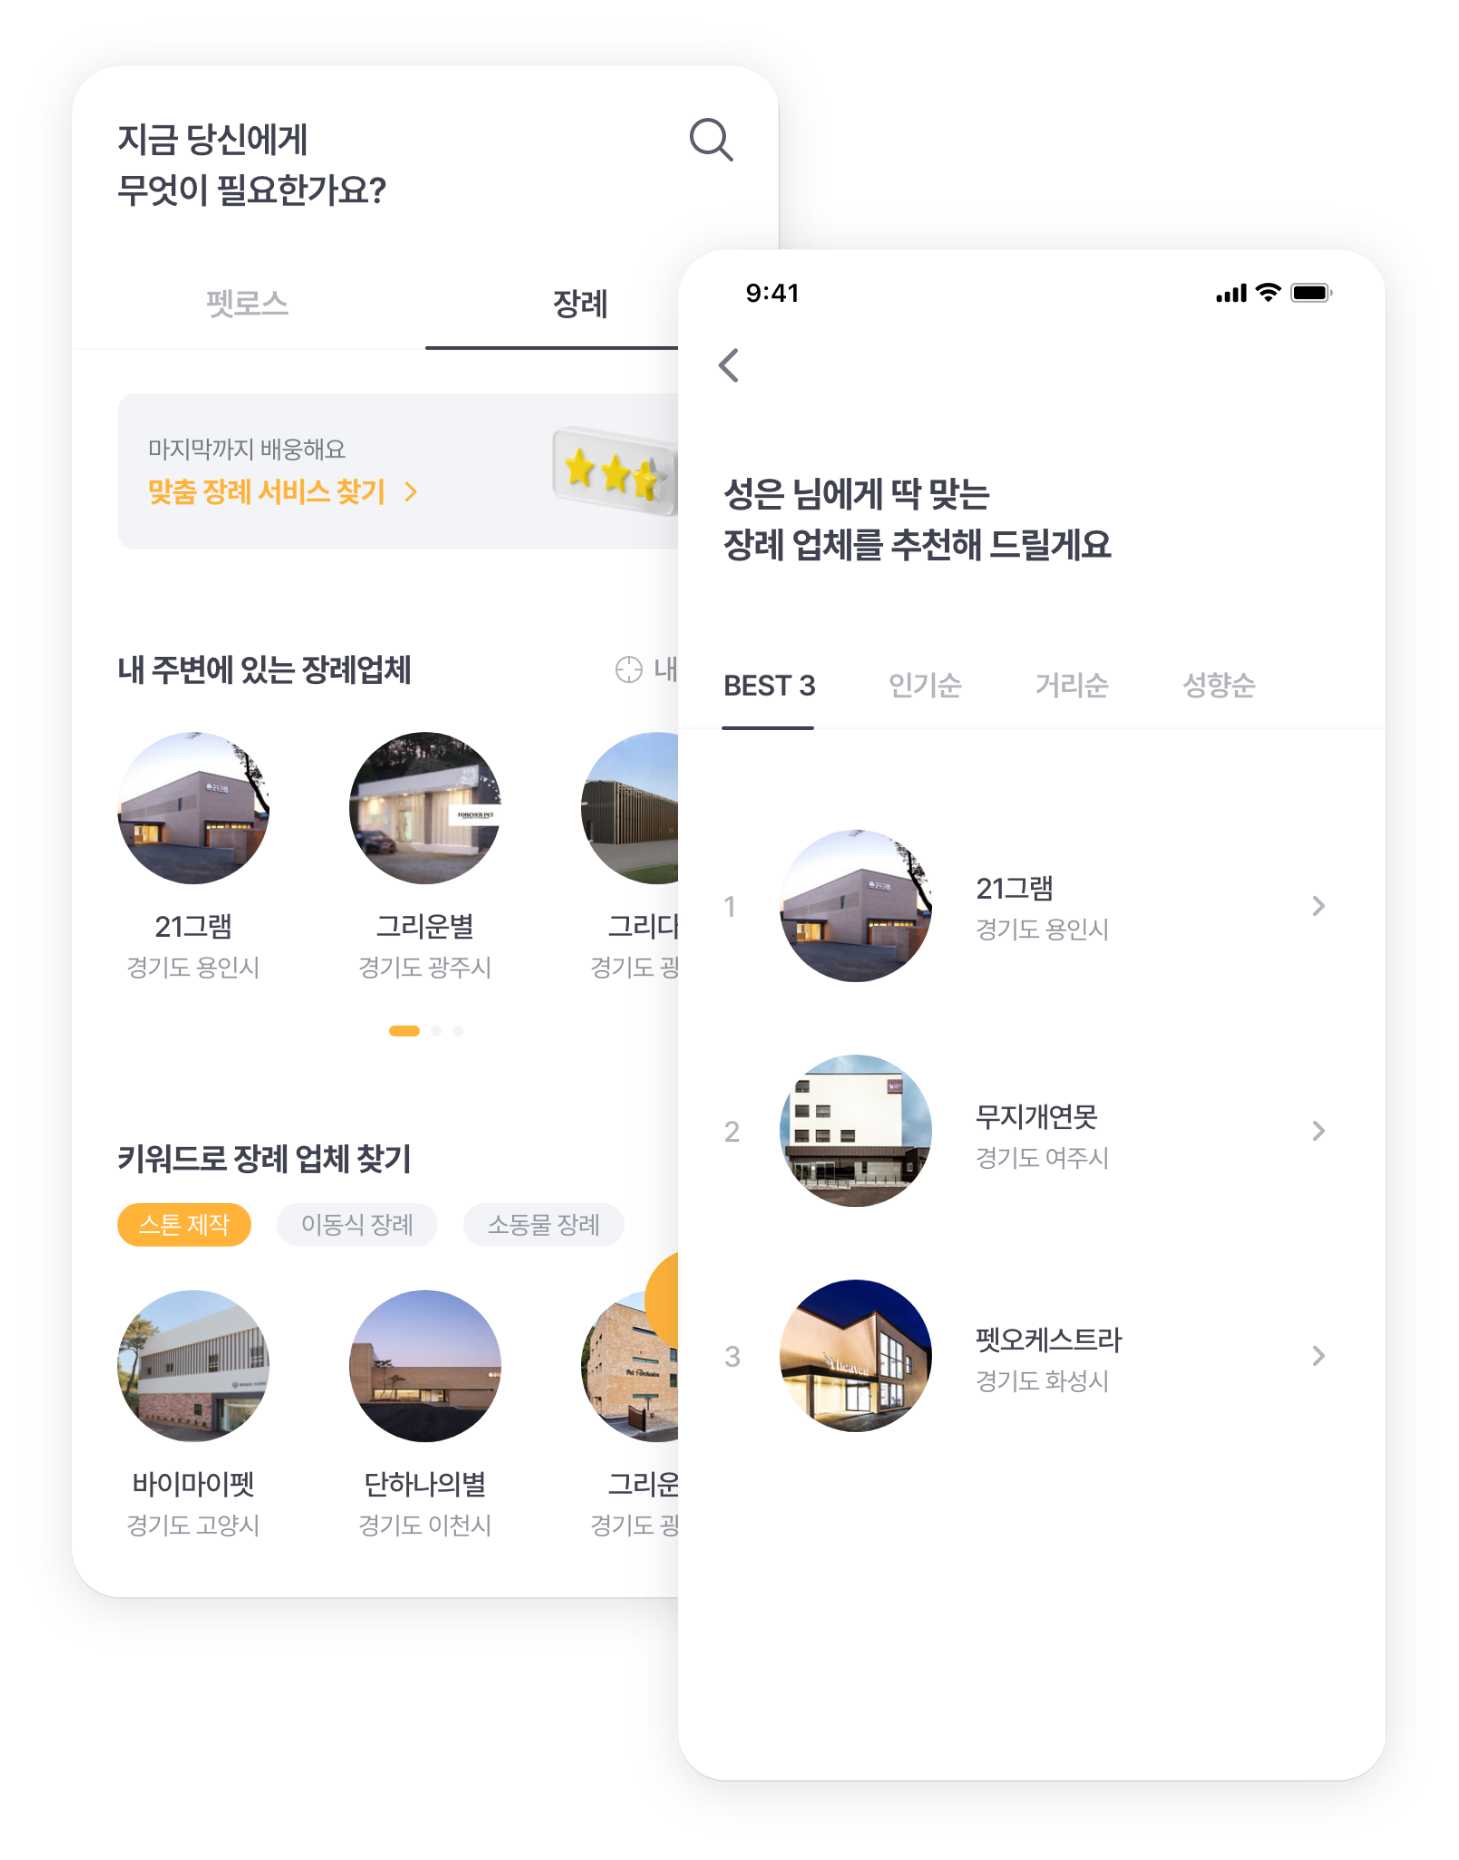 지금 당신에게
무엇이 필요한가요?
펫로스
장례
마지막까지 배웅해요
맞춤 장례 서비스 찾기
내 주변에 있는 장례업체
내
21그램
FOREVER PET
21그램
그리운별
그리다
경기도 용인시
경기도 광주시
경기도
키워드로 장례 업체 찾기
스톤 제작
이동식 장례
소동물 장례
바이마이펫
단하나의별
그리운
경기도 고양시
경기도 이천시
경기도
9:41
성은 님에게 딱 맞는
장례 업체를 추천해 드릴게요
BEST 3
인기순
거리순
성향순
1
21그램
21그램
경기도 용인시
2
무지개연못
경기도 여주시
3
펫오케스트라
경기도 화성시